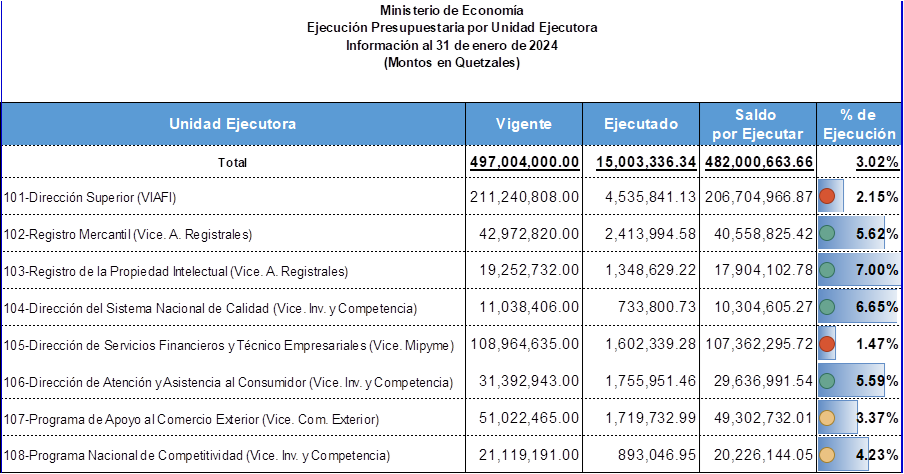 Ministerio de Economía
Ejecución Presupuestaria por Unidad Ejecutora
Información al 31 de enero de 2024
(Montos en Quetzales)
Unidad Ejecutora Vigente Ejecutado Saldo por Ejecutar % de Ejecución
Total 497,004,000.00 15,003,336.34 482,000,663.66 3.02%
101-Dirección Superior (VIAFI) 211,240,808.00 4,535,841.13 206,704,966.87 2.15%
102-Registro Mercantil (Vice. A. Registrales) 42,972,820.00 2,413,994.58 40,558,825.42 5.62%
103-Registro de la Propiedad Intelectual (Vice. A. Registrales) 19,252,732.00 1,348,629.22 17,904,102.78 7.00%
104-Dirección del Sistema Nacional de Calidad (Vice. Inv. y Competencia) 11,038,406.00 733,800.73 10,304,605.27 6.65%
105-Dirección de Servicios Financieros y Técnico Empresariales (Vice. Mipyme) 108,964,635.00 1,602,339.28 107,362,295.72 1.47%
106-Dirección de Atención y Asistencia al Consumidor (Vice. Inv. y Competencia) 31,392,943.00 1,755,951.46 29,636,991.54 5.59%
107-Programa de Apoyo al Comercio Exterior (Vice. Com. Exterior) 51,022,465.00 1,719,732.99 49,302,732.01 3.37%
108-Programa Nacional de Competitividad (Vice. Inv. y Competencia) 21,119,191.00 893,046.95 20,226,144.05 4.23%